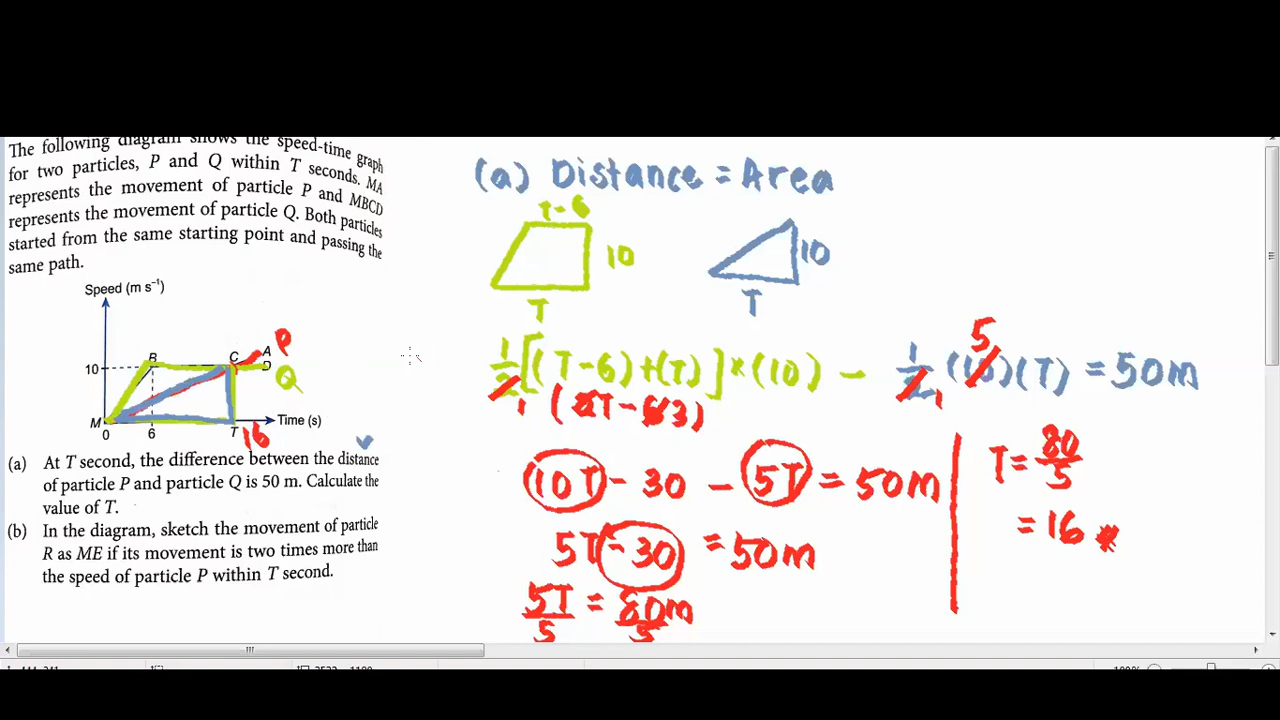 The following diagram shows the speed-time graph
for two particles, P and Q within T seconds. MA
represents the movement of particle P and MBCD
represents the movement of particle Q. Both particles
started from the same starting point and passing the
same path.
Speed (m s⁻¹)
P
B C A
10 D
Q
M Time (s)
0 6 T 16
(a) At T second, the difference between the distance
of particle P and particle Q is 50 m. Calculate the
value of T.
(b) In the diagram, sketch the movement of particle
R as ME if its movement is two times more than
the speed of particle P within T second.
(a) Distance = Area
T-6
10 10
T T
1/2 [(T-6)+(T)] × (10) - 1/2 (10)(T) = 50m
1 (2T-6 3) 1 5
10T - 30 - 5T = 50m
5T - 30 = 50m
5T/5 = 80m/5
T = 80/5
= 16